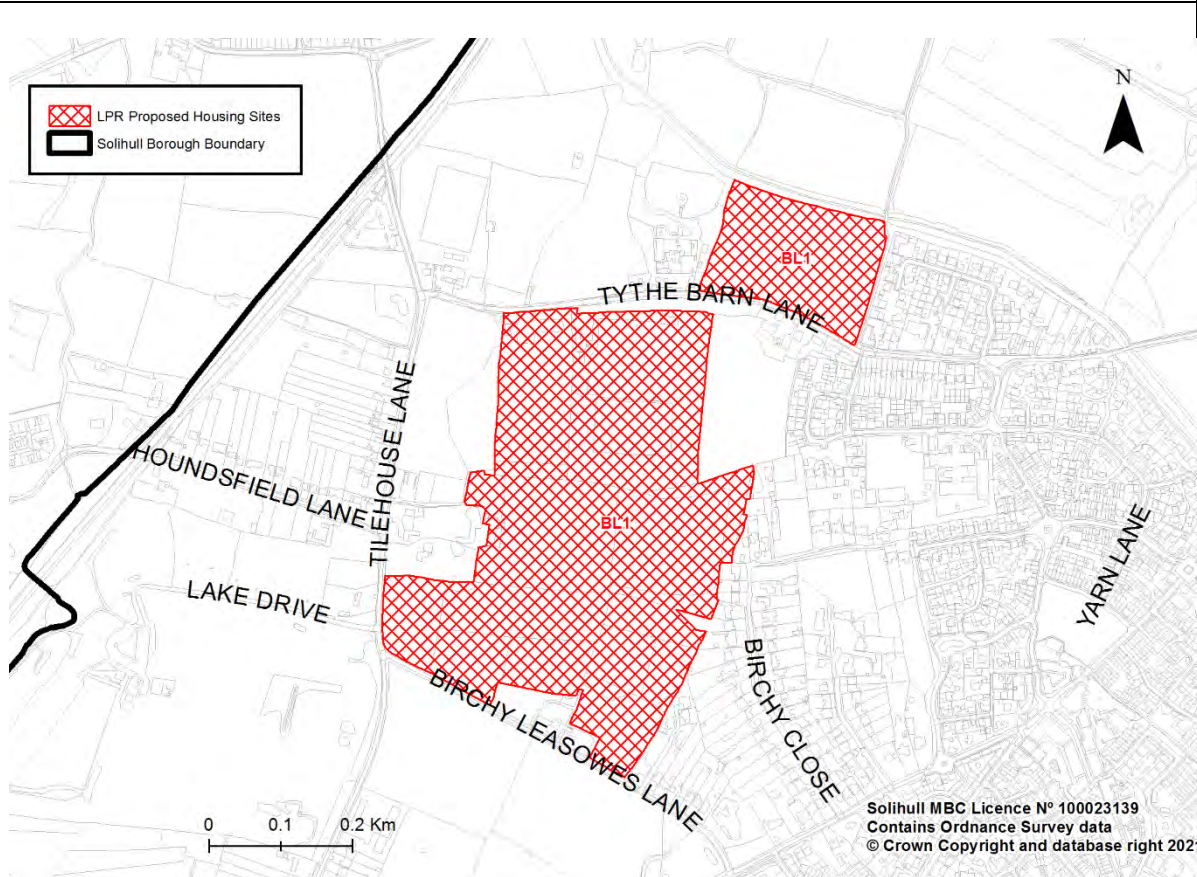 LPR Proposed Housing Sites
Solihull Borough Boundary
N
BL1
TYTHE BARN LANE
TILEHOUSE LANE
HOUNDSFIELD LANE
BL1
LAKE DRIVE
YARN LANE
BIRCHY LEASOWES LANE
BIRCHY CLOSE
0 0.1 0.2 Km
Solihull MBC Licence Nº 100023139
Contains Ordnance Survey data
© Crown Copyright and database right 2021